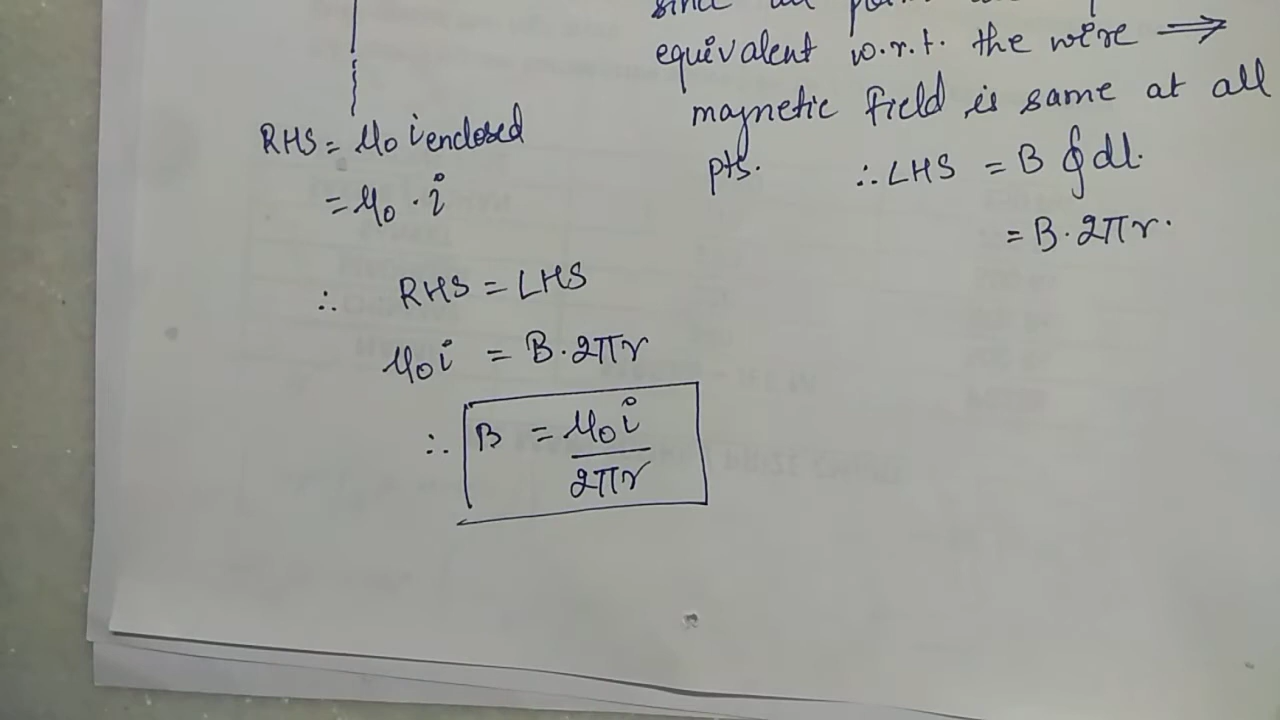 equivalent w.r.t. the wire ⇒
magnetic field is same at all
pts. ∴ LHS = B ∮ dl.
= B. 2πr.
RHS = μ₀ i enclosed
= μ₀ · i
∴ RHS = LHS
μ₀i = B. 2πr
∴ B = μ₀i
2πr